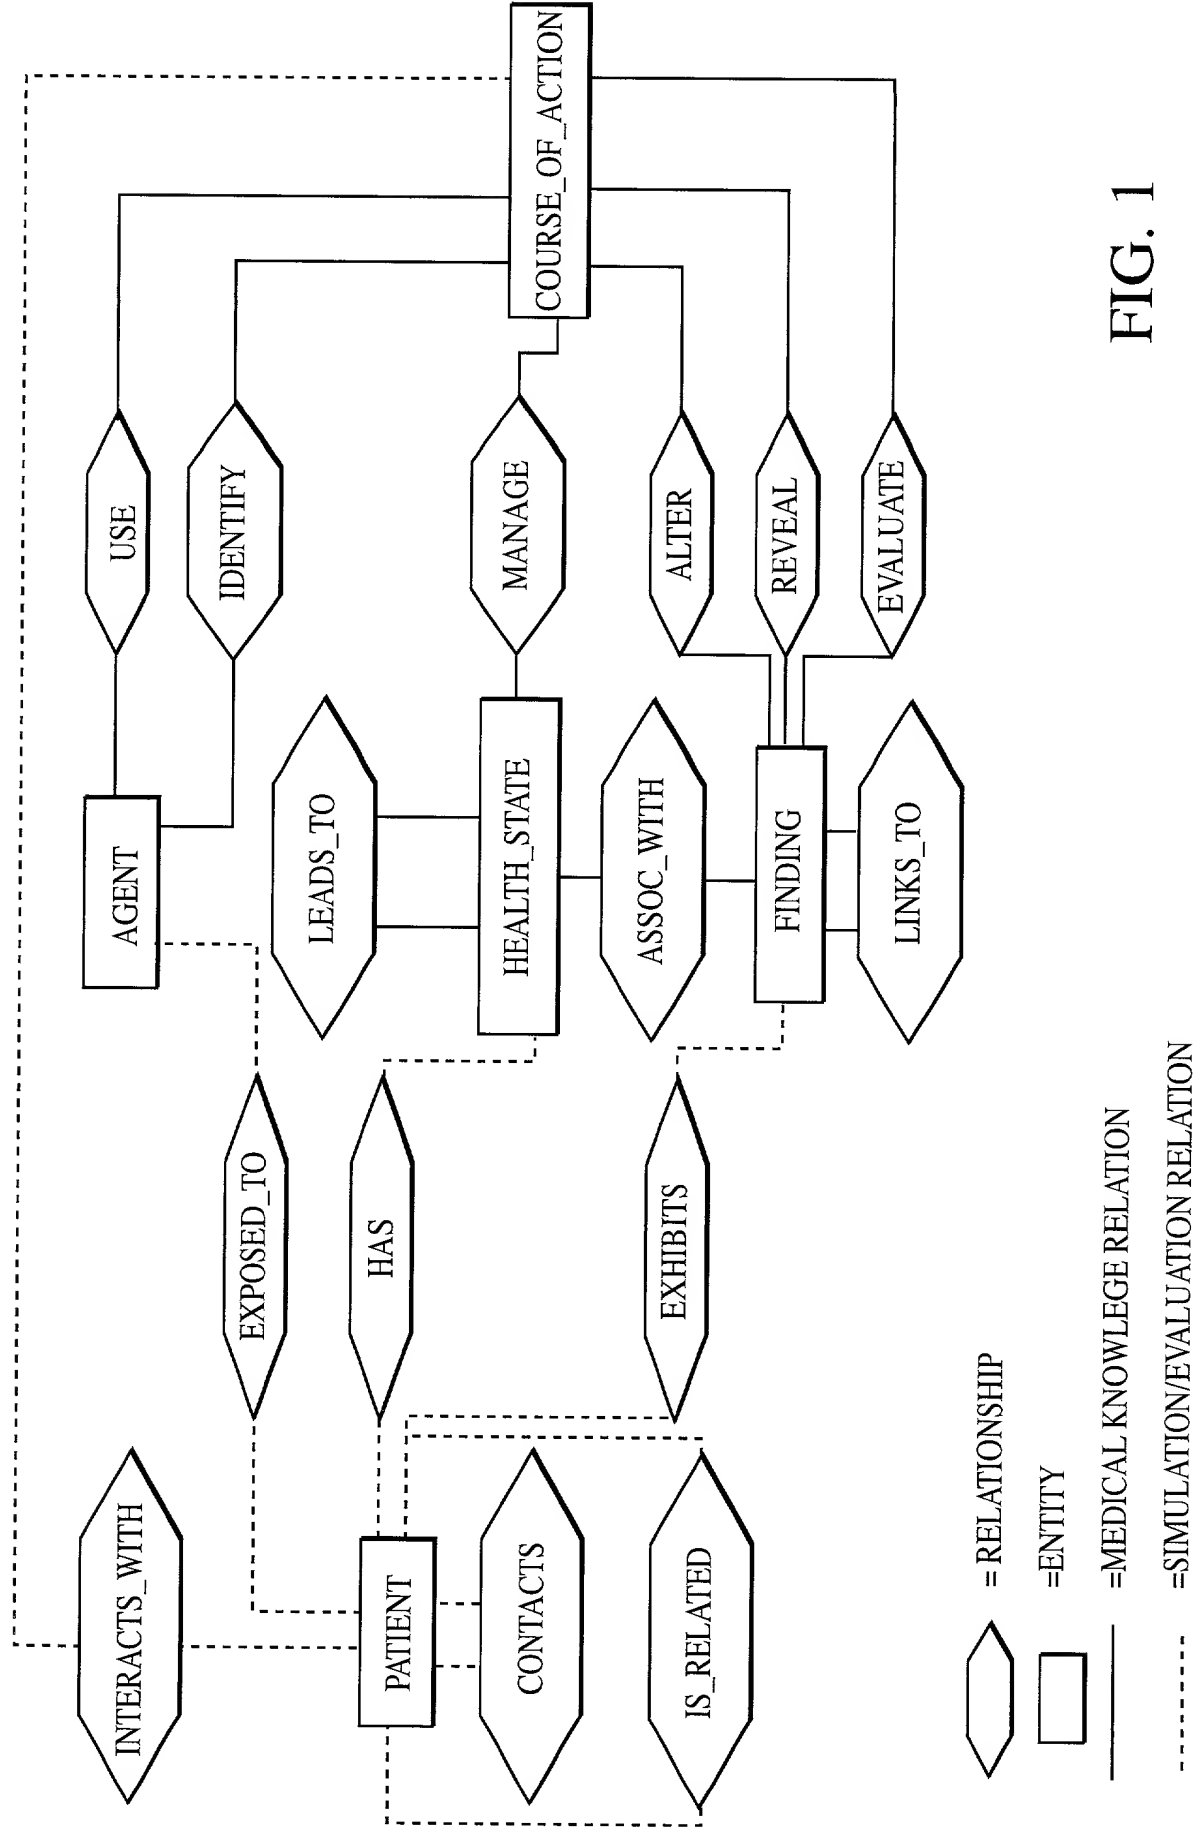 INTERACTS_WITH
EXPOSED_TO
AGENT
USE
IDENTIFY
PATIENT
HAS
LEADS_TO
HEALTH_STATE
MANAGE
COURSE_OF_ACTION
CONTACTS
ASSOC_WITH
ALTER
IS_RELATED
EXHIBITS
FINDING
REVEAL
LINKS_TO
EVALUATE
= RELATIONSHIP
=ENTITY
=MEDICAL KNOWLEGE RELATION
=SIMULATION/EVALUATION RELATION
FIG. 1